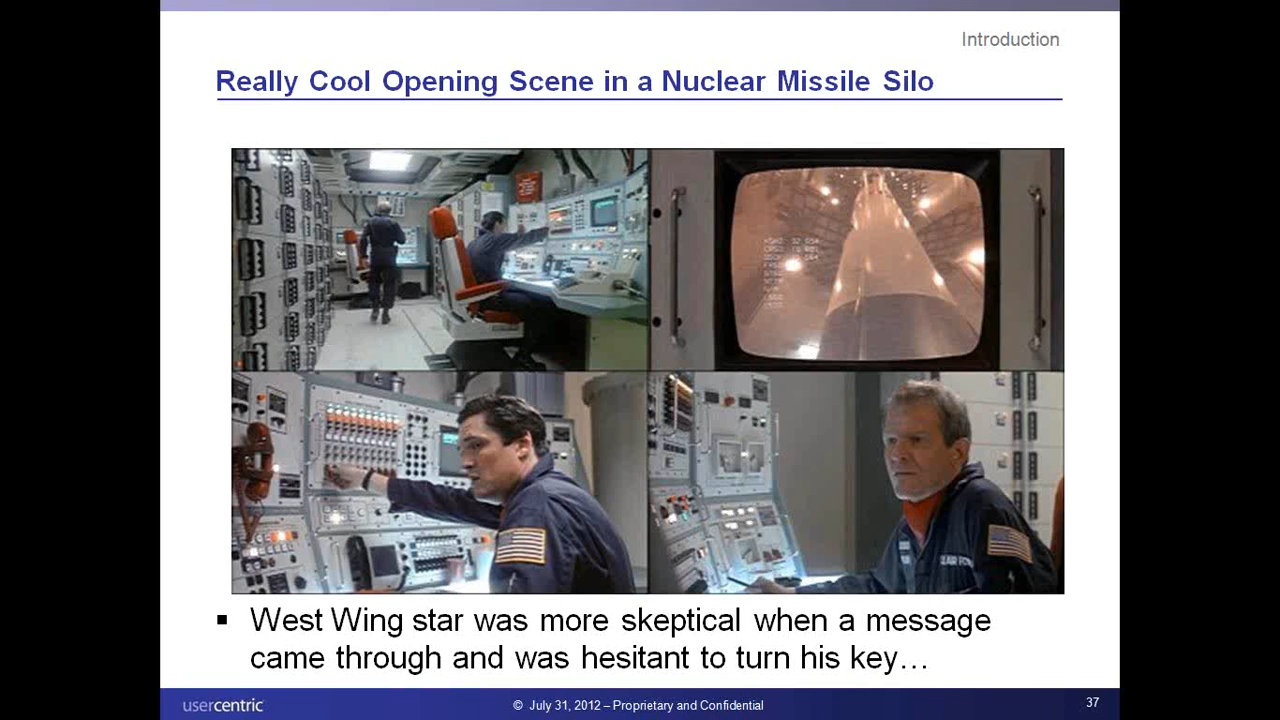 Introduction
Really Cool Opening Scene in a Nuclear Missile Silo
West Wing star was more skeptical when a message
came through and was hesitant to turn his key…
usercentric
© July 31, 2012 – Proprietary and Confidential
37